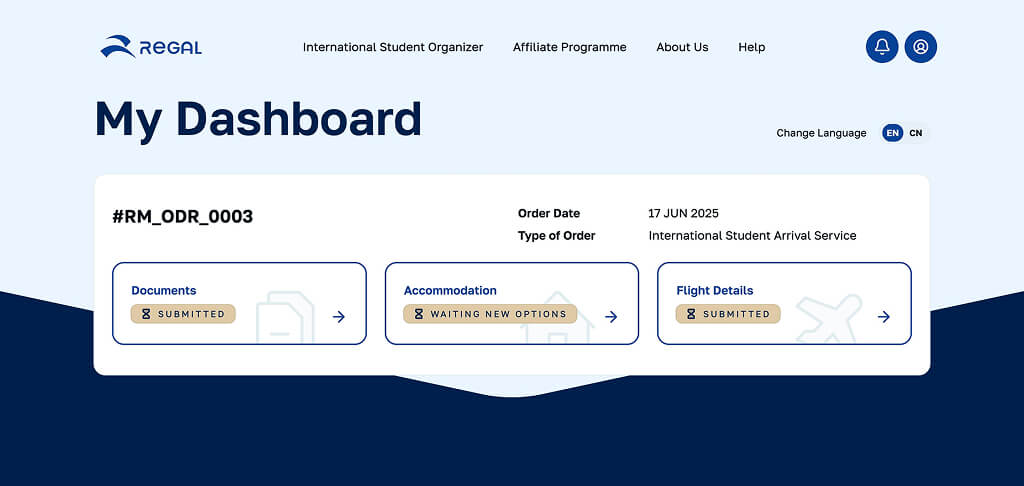 REGAL
International Student Organizer
Affiliate Programme
About Us
Help
My Dashboard
Change Language
EN
CN
#RM_ODR_0003
Order Date
17 JUN 2025
Type of Order
International Student Arrival Service
Documents
SUBMITTED
Accommodation
WAITING NEW OPTIONS
Flight Details
SUBMITTED